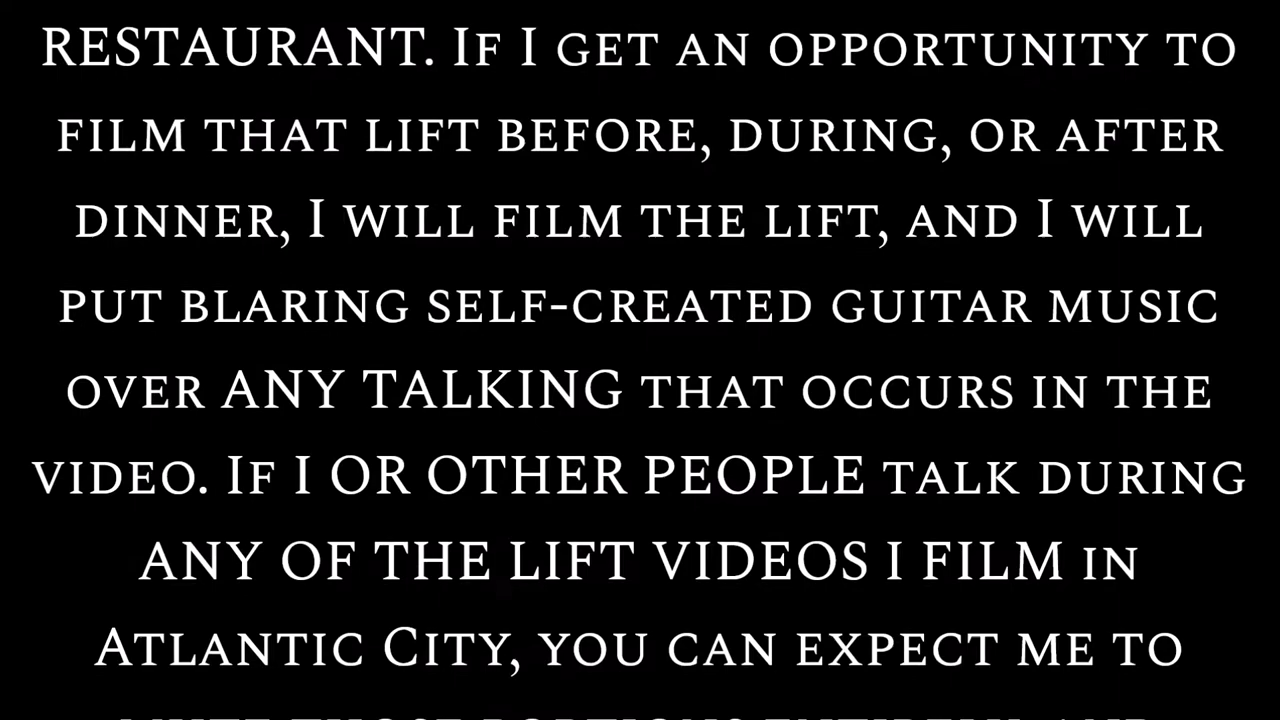 RESTAURANT. If I get an opportunity to
film that lift before, during, or after
dinner, I will film the lift, and I will
put blaring self-created guitar music
over ANY TALKING that occurs in the
video. If I OR OTHER PEOPLE talk during
ANY OF THE LIFT VIDEOS I FILM in
Atlantic City, you can expect me to